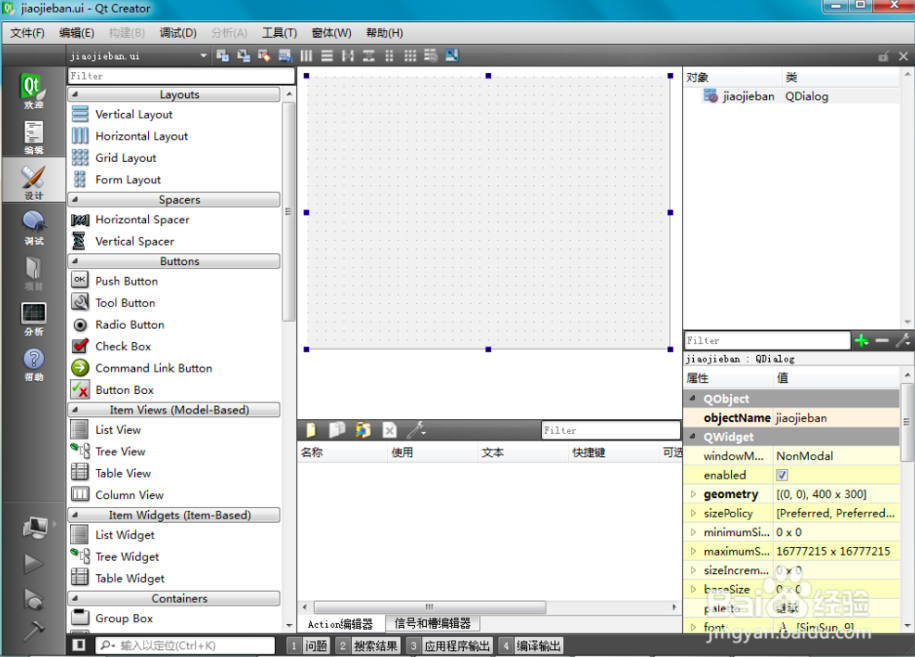 jiaojieban.ui - Qt Creator
文件(F) 编辑(E) 构建(B) 调试(D) 分析(A) 工具(T) 窗体(W) 帮助(H)
jiaojieban.ui
Qt
欢迎
编辑
设计
调试
项目
分析
帮助
Filter
Layouts
Vertical Layout
Horizontal Layout
Grid Layout
Form Layout
Spacers
Horizontal Spacer
Vertical Spacer
Buttons
OK Push Button
Tool Button
Radio Button
Check Box
Command Link Button
Button Box
Item Views (Model-Based)
List View
Tree View
Table View
Column View
Item Widgets (Item-Based)
List Widget
Tree Widget
Table Widget
Containers
Group Box
Filter
名称 使用 文本 快捷键 可选
Action编辑器 信号和槽编辑器
对象 类
jiaojieban QDialog
Filter
jiaojieban : QDialog
属性 值
QObject
objectName jiaojieban
QWidget
windowM... NonModal
enabled
geometry [(0, 0), 400 x 300]
sizePolicy [Preferred, Preferred...
minimumSi... 0 x 0
maximumS... 16777215 x 16777215
sizeIncrem... 0 x 0
baseSize 0 x 0
palette 继承
font A [SimSun, 9]
Baidu 经验
jingyan.baidu.com
输入以定位(Ctrl+K) 1 问题 2 搜索结果 3 应用程序输出 4 编译输出